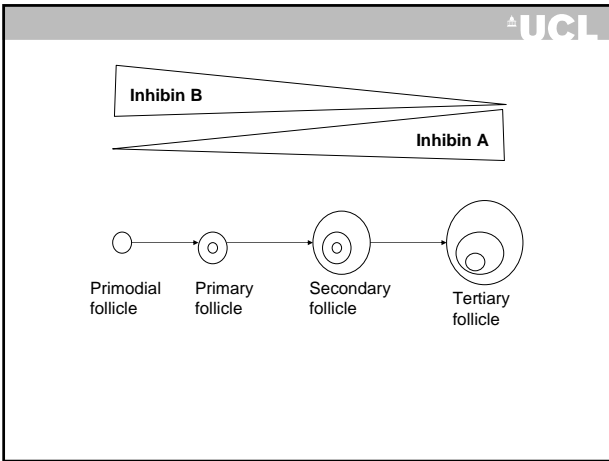 UCL
Inhibin B
Inhibin A
Primodial
follicle
Primary
follicle
Secondary
follicle
Tertiary
follicle